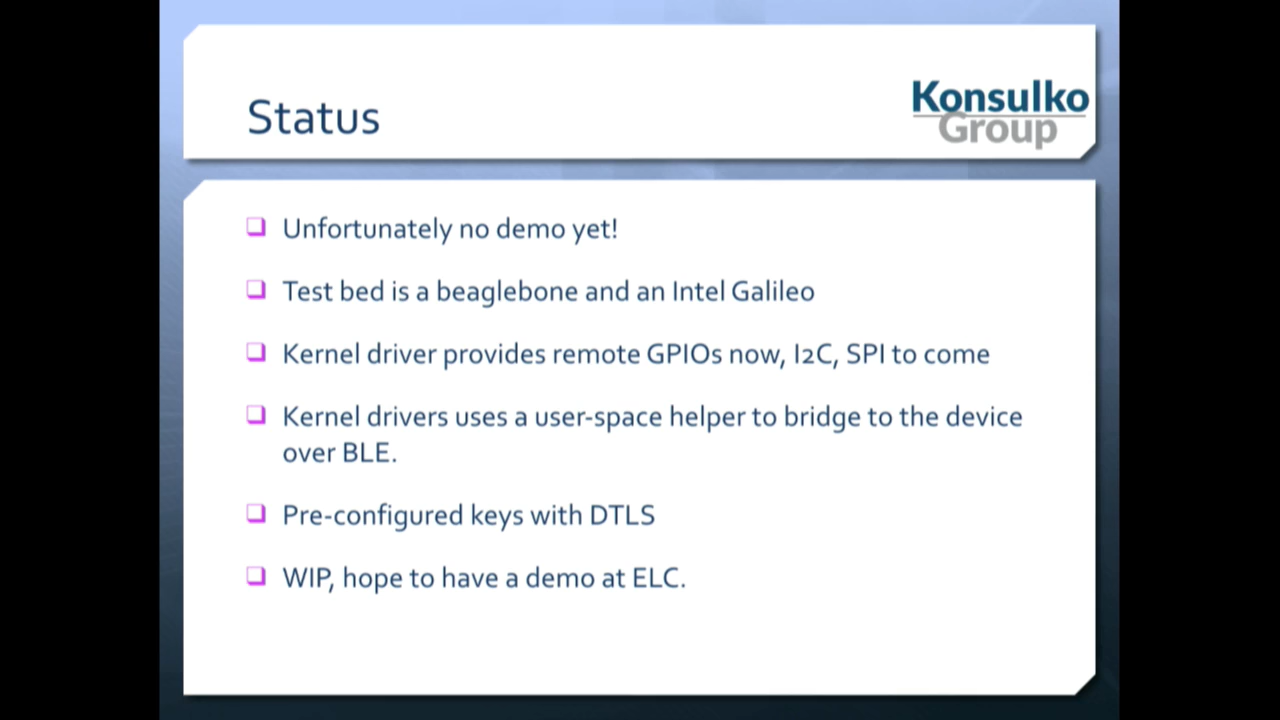 Status
Konsulko
Group
Unfortunately no demo yet!
Test bed is a beaglebone and an Intel Galileo
Kernel driver provides remote GPIOs now, I2C, SPI to come
Kernel drivers uses a user-space helper to bridge to the device
over BLE.
Pre-configured keys with DTLS
WIP, hope to have a demo at ELC.